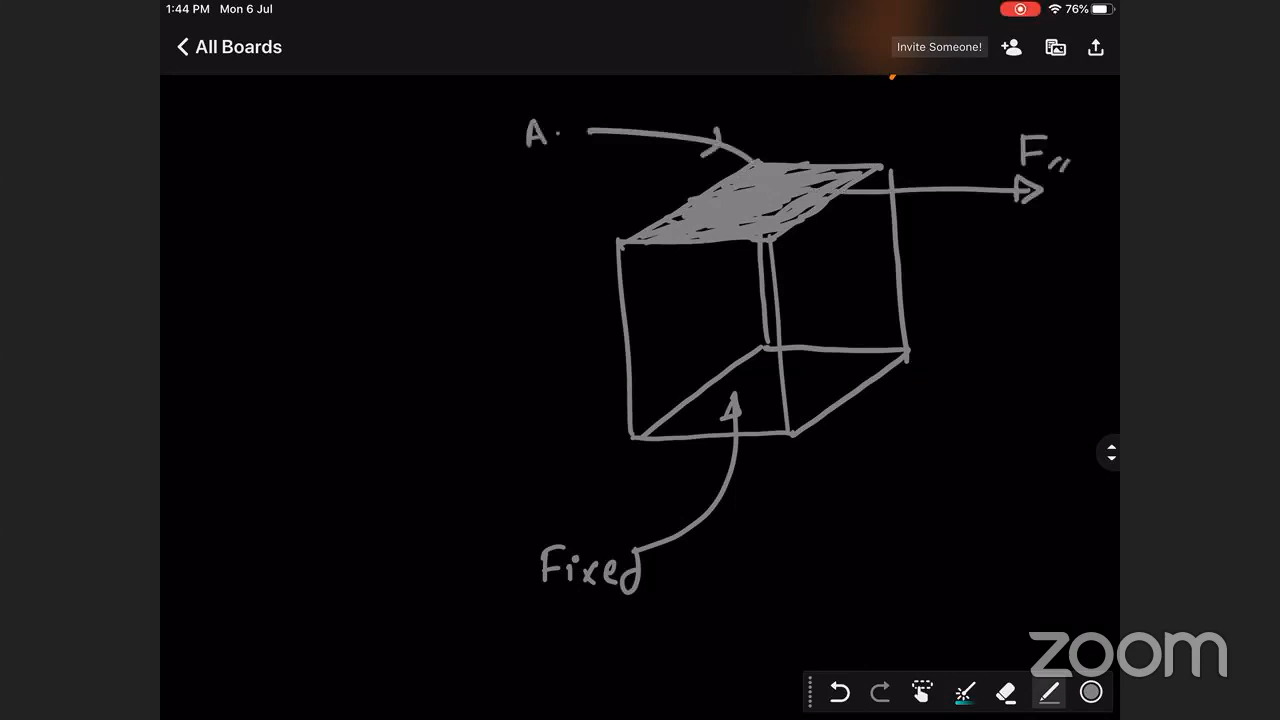 1:44 PM Mon 6 Jul
76%
All Boards
Invite Someone!
A.
F//
Fixed
zoom